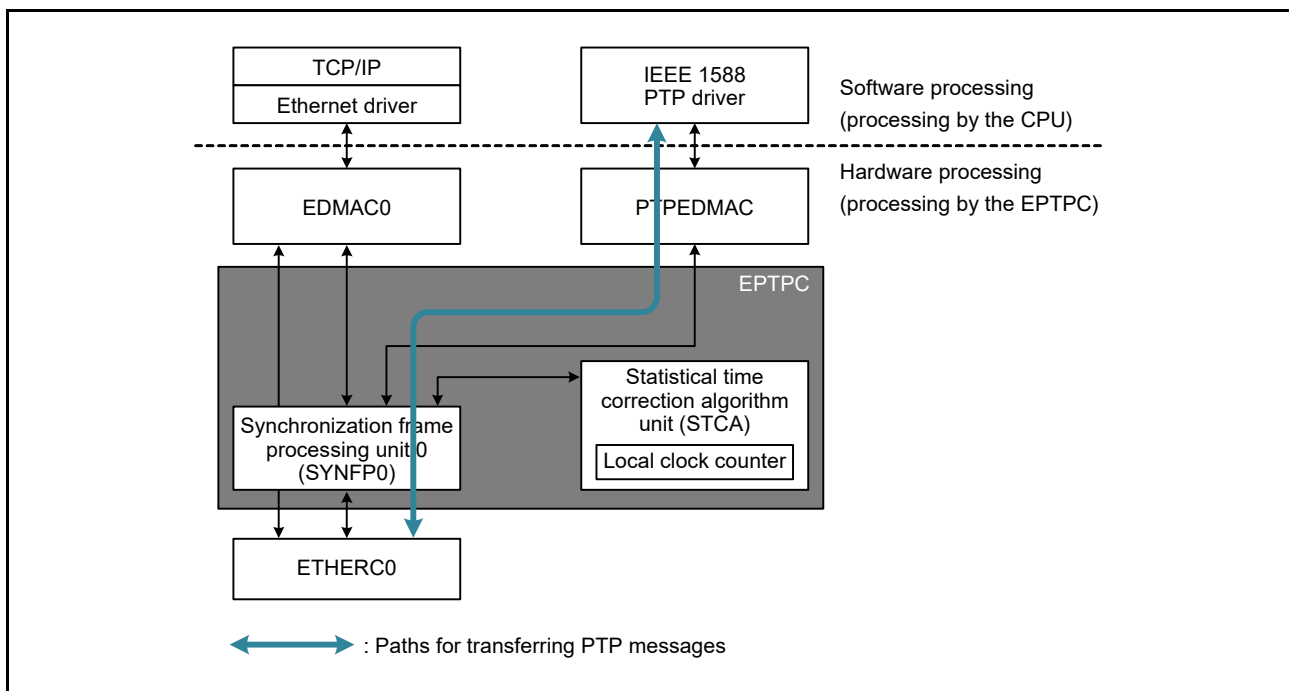 TCP/IP
Ethernet driver
IEEE 1588
PTP driver
Software processing
(processing by the CPU)
Hardware processing
(processing by the EPTPC)
EDMAC0
PTPEDMAC
EPTPC
Synchronization frame
processing unit 0
(SYNFP0)
Statistical time
correction algorithm
unit (STCA)
Local clock counter
ETHERC0
: Paths for transferring PTP messages